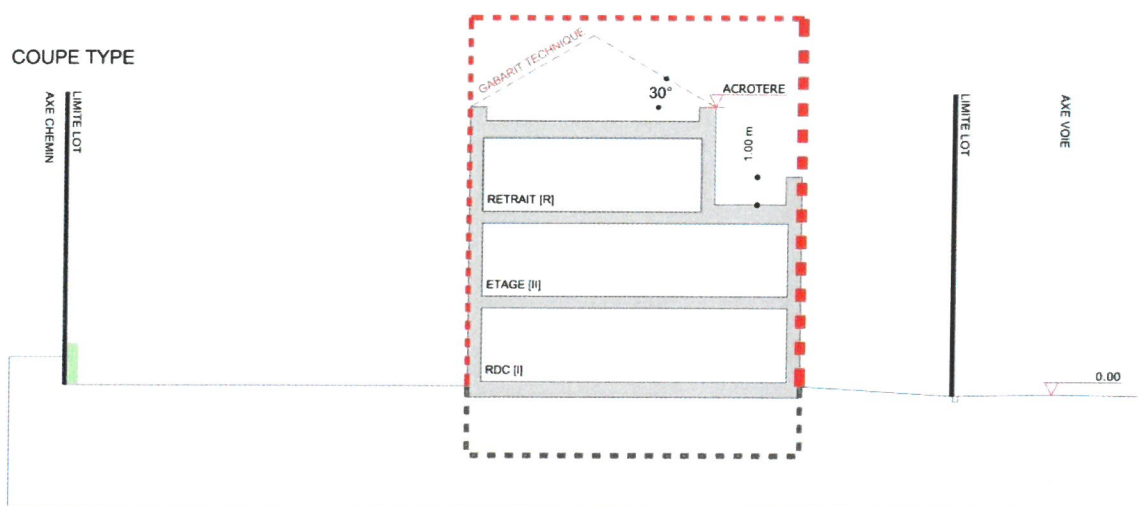 COUPE TYPE
AXE CHEMIN
LIMITE LOT
GABARIT TECHNIQUE
30°
ACROTERE
1.00 m
RETRAIT [R]
ETAGE [II]
RDC [I]
LIMITE LOT
AXE VOIE
0.00